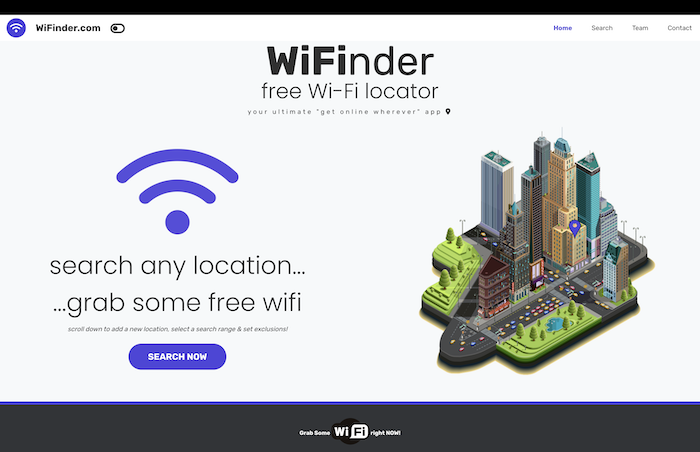 WiFinder.com
Home Search Team Contact
WiFinder
free Wi-Fi locator
your ultimate "get online wherever" app
search any location...
...grab some free wifi
scroll down to add a new location, select a search range & set exclusions!
SEARCH NOW
Grab Some Wi Fi right NOW!